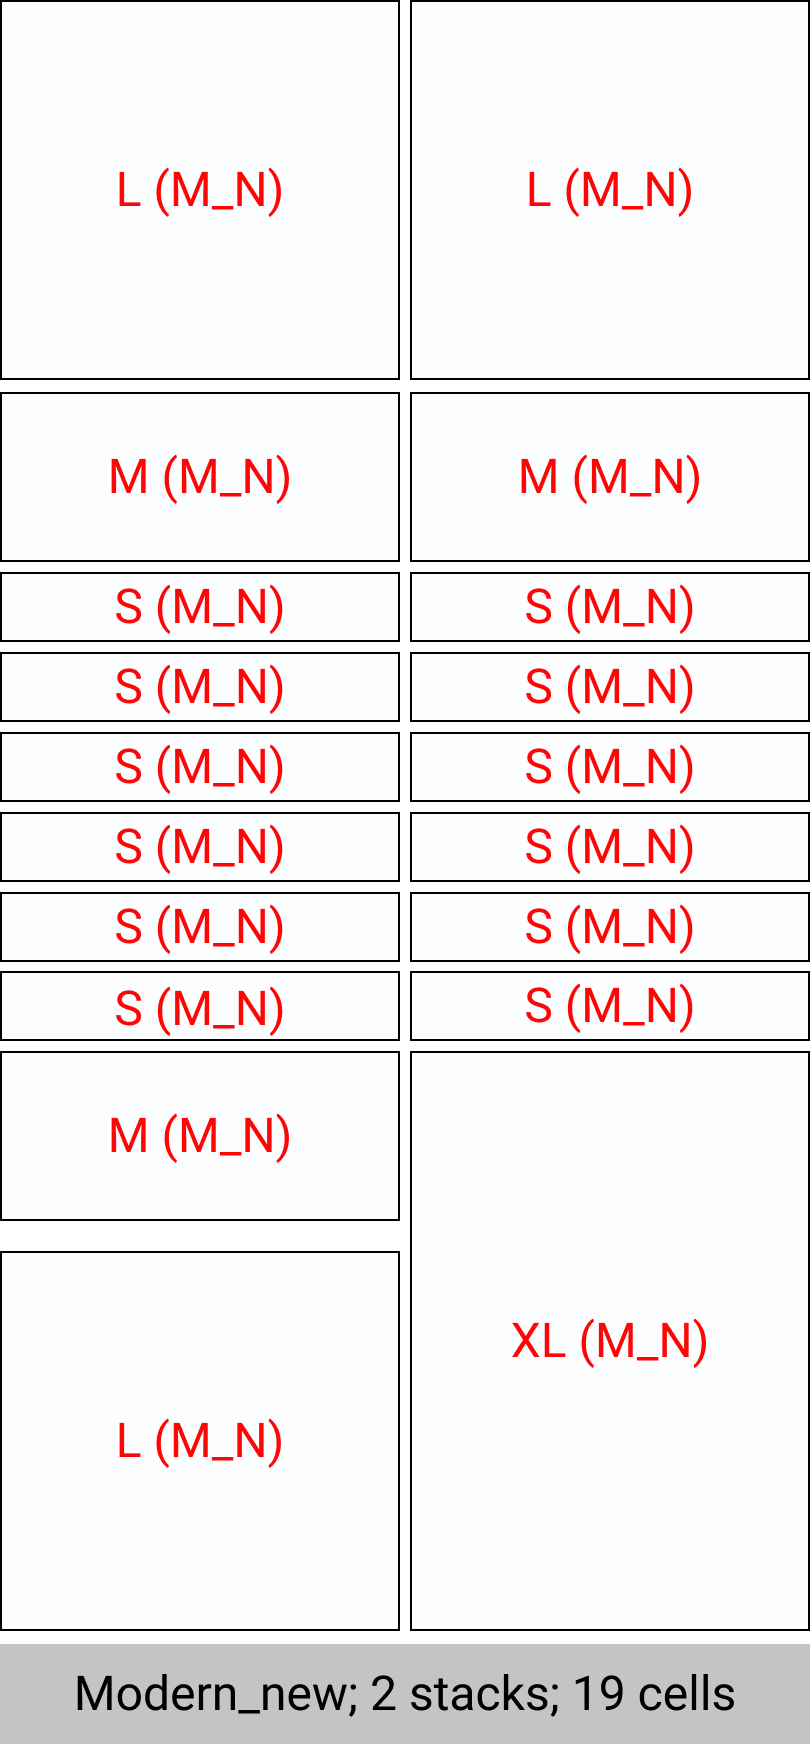 L (M_N) L (M_N)
M (M_N) M (M_N)
S (M_N) S (M_N)
S (M_N) S (M_N)
S (M_N) S (M_N)
S (M_N) S (M_N)
S (M_N) S (M_N)
S (M_N) S (M_N)
M (M_N)
XL (M_N)
L (M_N)
Modern_new; 2 stacks; 19 cells